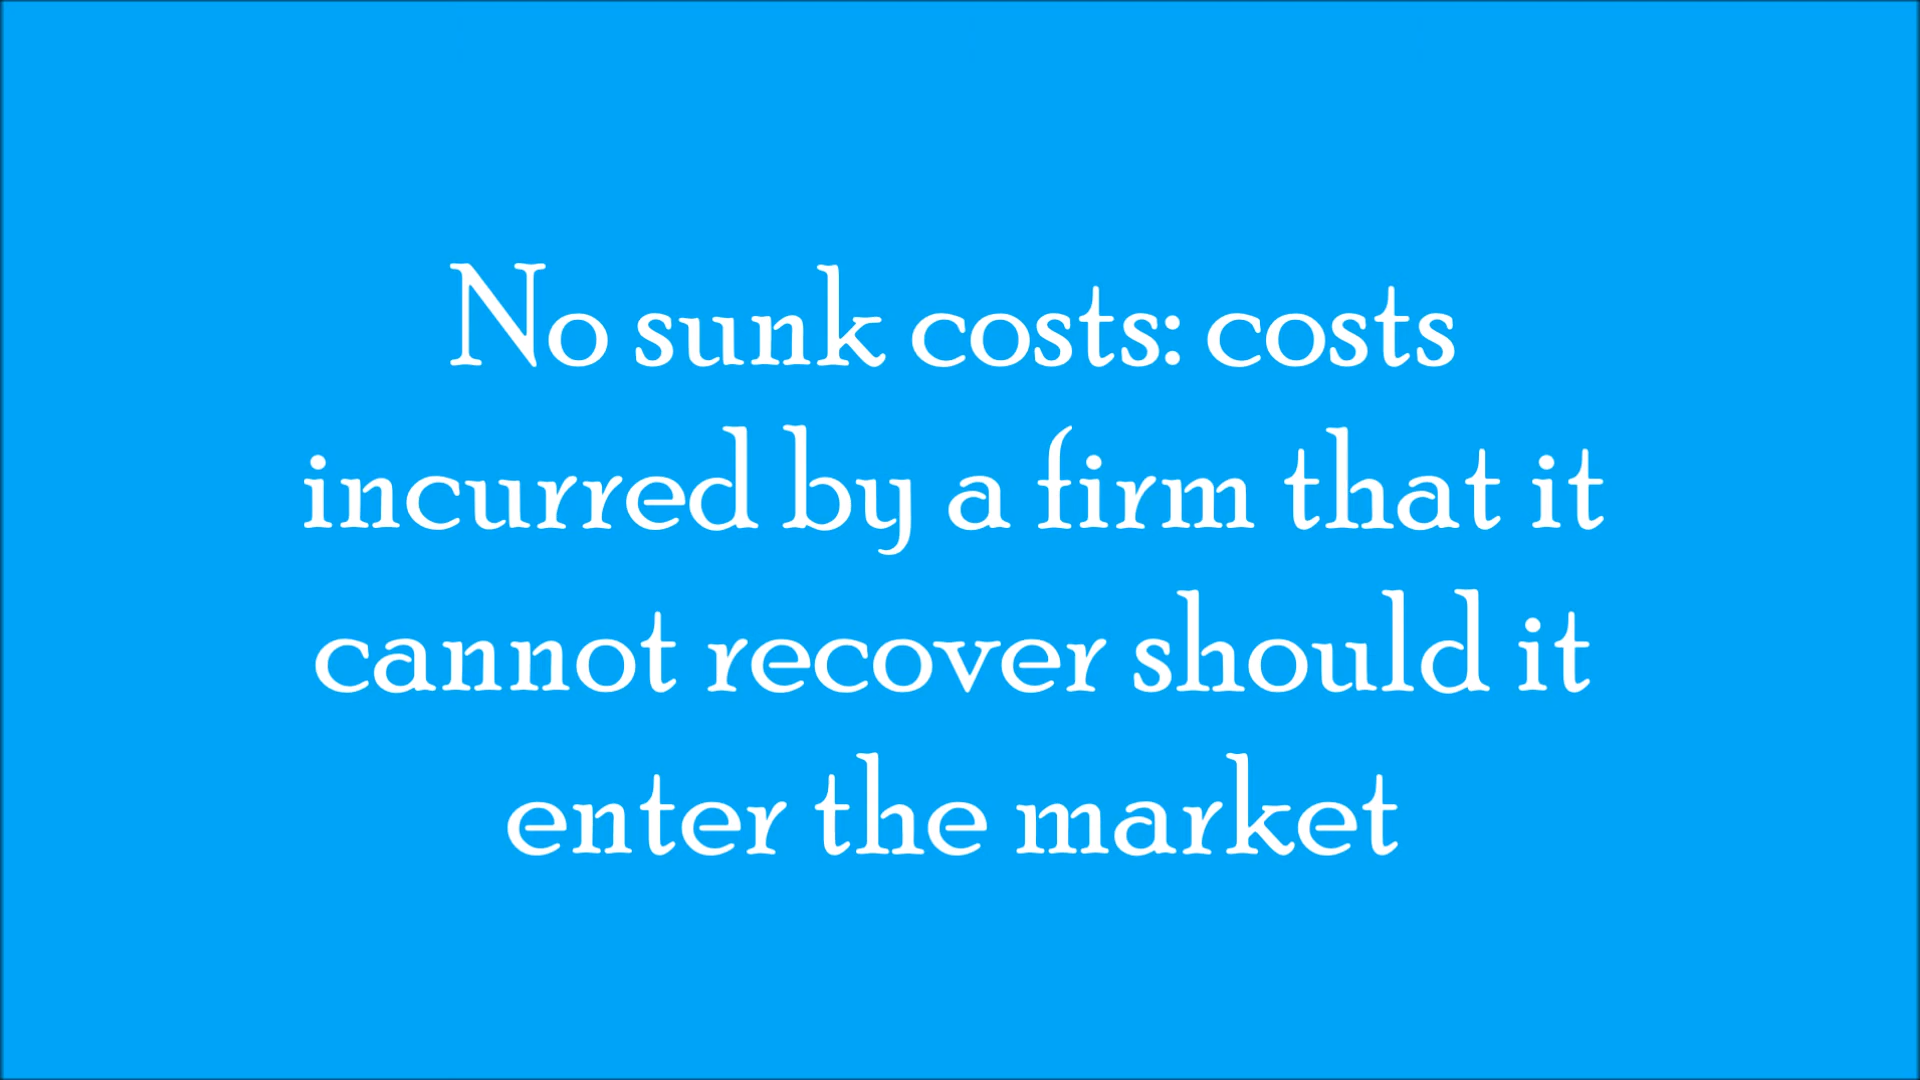 No sunk costs: costs
incurred by a firm that it
cannot recover should it
enter the market